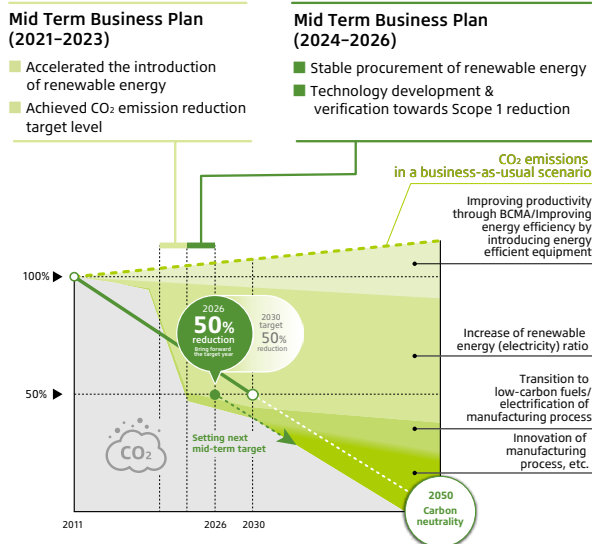 Mid Term Business Plan
(2021–2023)
Accelerated the introduction
of renewable energy
Achieved CO₂ emission reduction
target level
Mid Term Business Plan
(2024–2026)
Stable procurement of renewable energy
Technology development &
verification towards Scope 1 reduction
CO₂ emissions
in a business-as-usual scenario
Improving productivity
through BCMA/Improving
energy efficiency by
introducing energy
efficient equipment
100%
2026
50%
reduction
Bring forward
the target year
2030
target
50%
reduction
Increase of renewable
energy (electricity) ratio
50%
Transition to
low-carbon fuels/
electrification of
manufacturing process
Setting next
mid-term target
CO₂
Innovation of
manufacturing
process, etc.
2050
Carbon
neutrality
2011
2026
2030